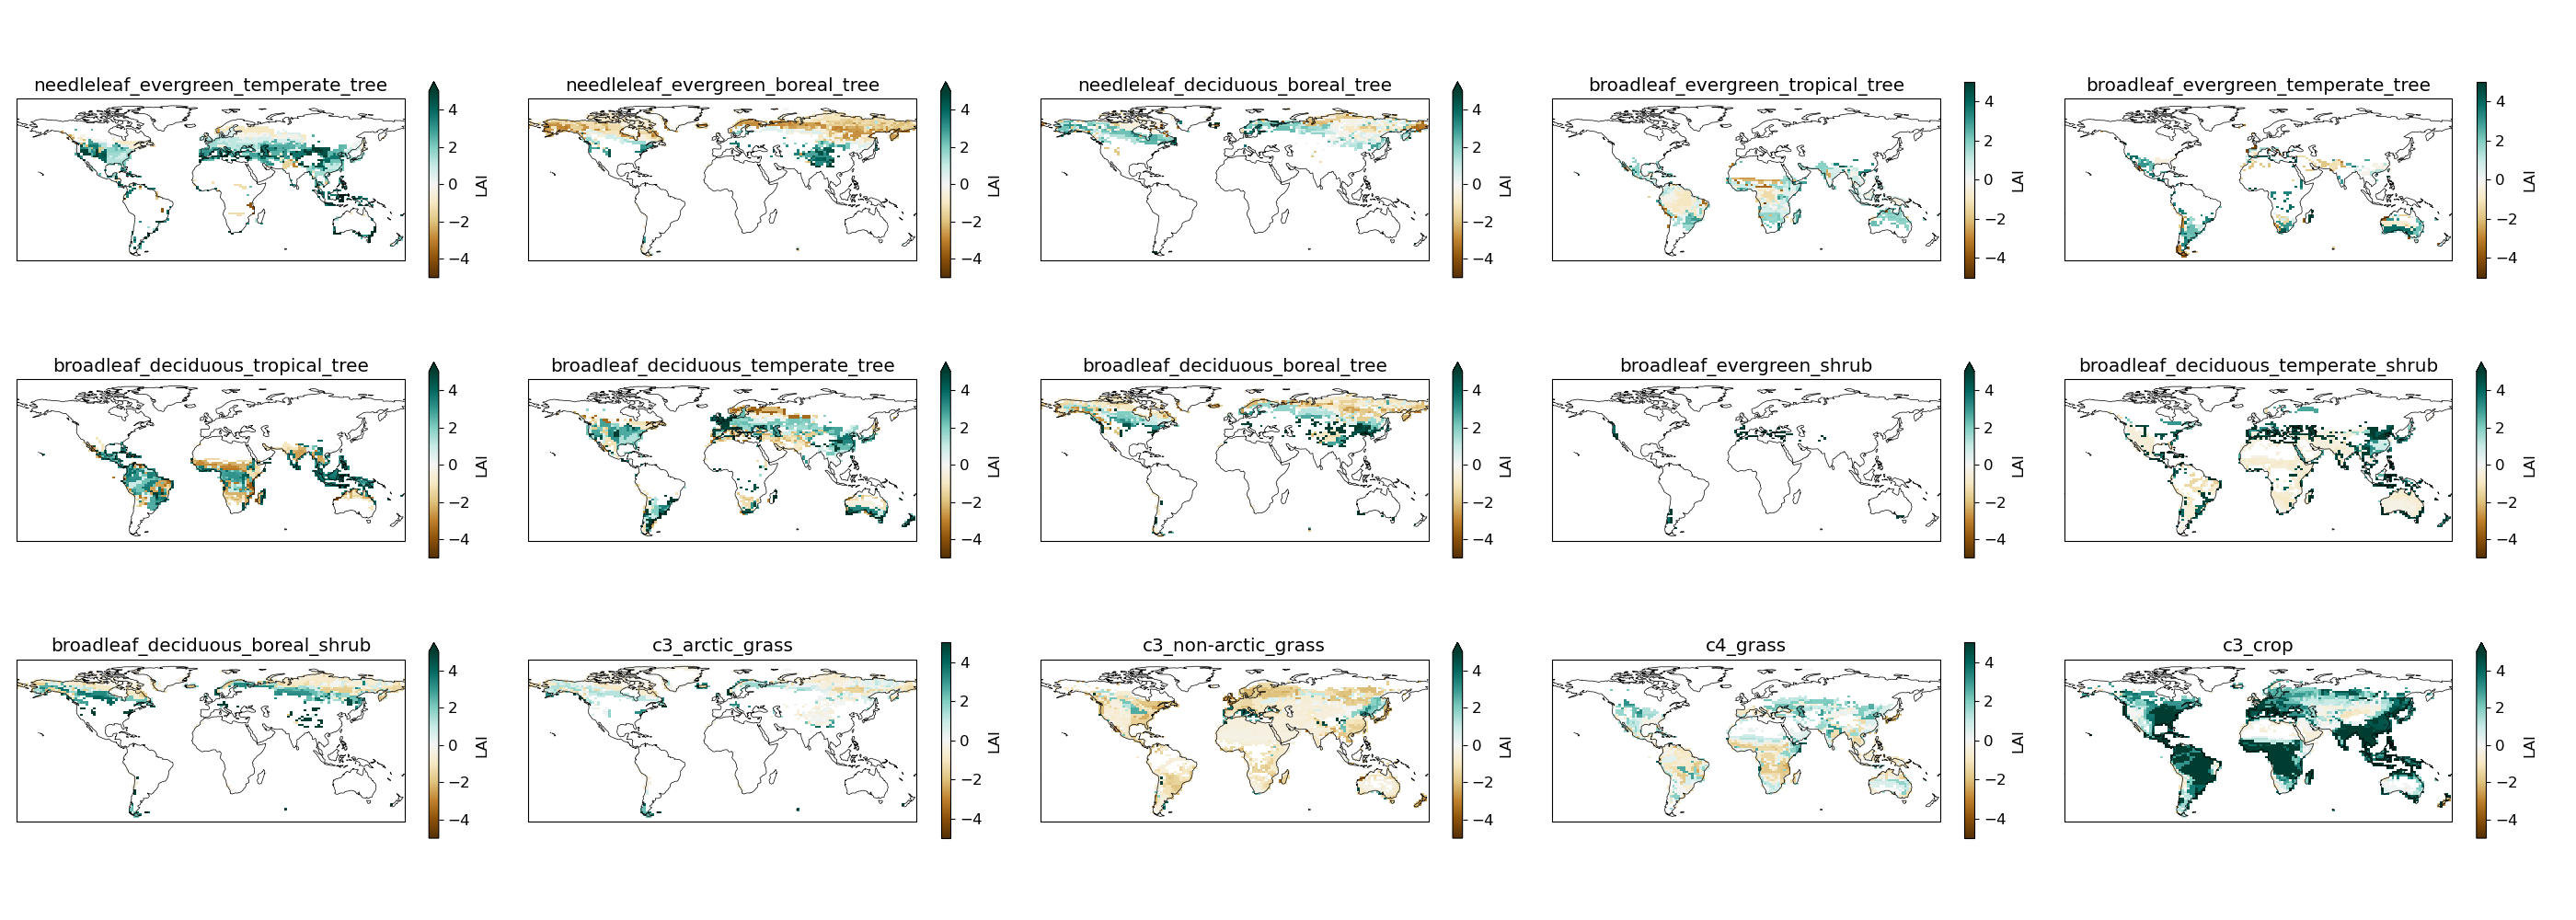 needleleaf_evergreen_temperate_tree
needleleaf_evergreen_boreal_tree
needleleaf_deciduous_boreal_tree
broadleaf_evergreen_tropical_tree
broadleaf_evergreen_temperate_tree
4 2 0 −2 −4 LAI
4 2 0 −2 −4 LAI
4 2 0 −2 −4 LAI
4 2 0 −2 −4 LAI
4 2 0 −2 −4 LAI
broadleaf_deciduous_tropical_tree
broadleaf_deciduous_temperate_tree
broadleaf_deciduous_boreal_tree
broadleaf_evergreen_shrub
broadleaf_deciduous_temperate_shrub
4 2 0 −2 −4 LAI
4 2 0 −2 −4 LAI
4 2 0 −2 −4 LAI
4 2 0 −2 −4 LAI
4 2 0 −2 −4 LAI
broadleaf_deciduous_boreal_shrub
c3_arctic_grass
c3_non-arctic_grass
c4_grass
c3_crop
4 2 0 −2 −4 LAI
4 2 0 −2 −4 LAI
4 2 0 −2 −4 LAI
4 2 0 −2 −4 LAI
4 2 0 −2 −4 LAI